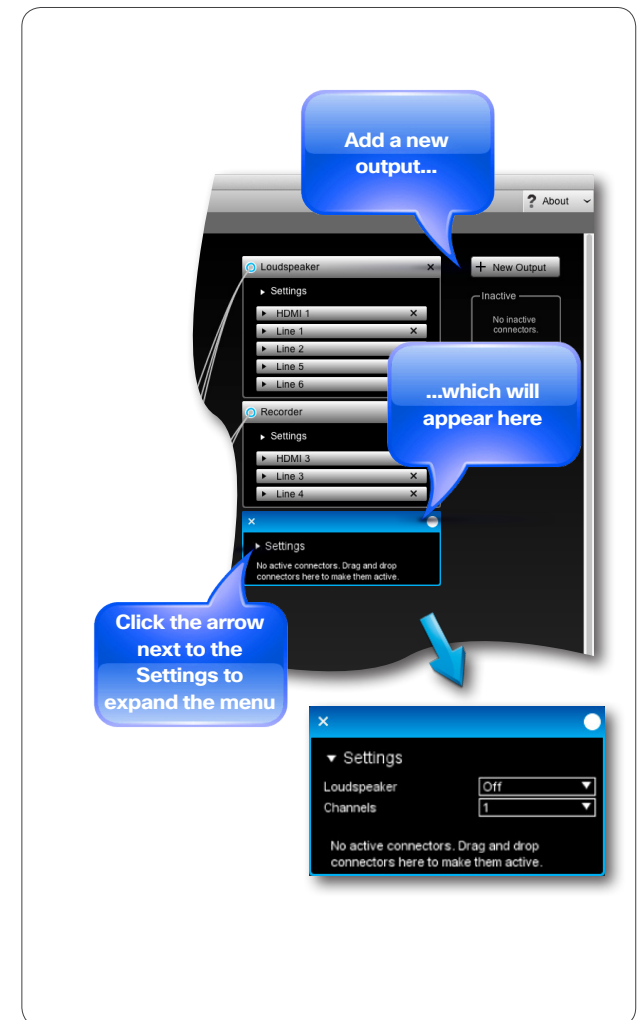 Add a new
output...
? About
Loudspeaker ×
+ New Output
Settings
Inactive
HDMI 1 ×
No inactive
connectors.
Line 1 ×
Line 2
Line 5
Line 6
...which will
appear here
Recorder
Settings
HDMI 3
Line 3 ×
Line 4 ×
×
Settings
No active connectors. Drag and drop
connectors here to make them active.
Click the arrow
next to the
Settings to
expand the menu
×
Settings
Loudspeaker Off
Channels 1
No active connectors. Drag and drop
connectors here to make them active.